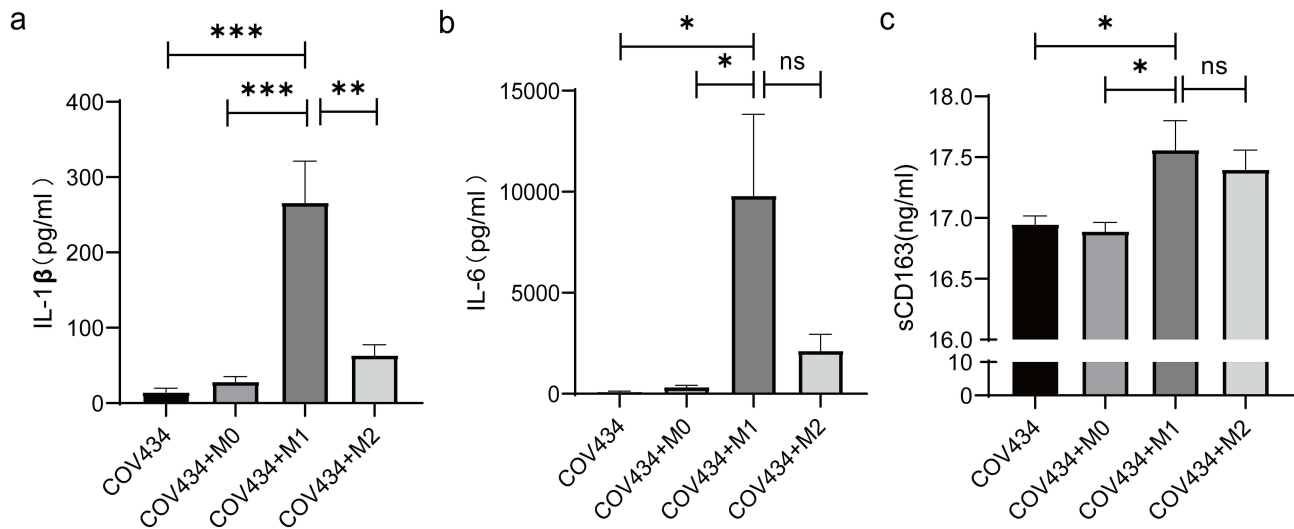 a
***
***
**
400
300
200
100
0
IL-1β(pg/ml)
COV434
COV434+M0
COV434+M1
COV434+M2
b
*
*
ns
15000
10000
5000
0
IL-6(pg/ml)
COV434
COV434+M0
COV434+M1
COV434+M2
c
*
*
ns
18.0
17.5
17.0
16.5
16.0
10
0
sCD163(ng/ml)
COV434
COV434+M0
COV434+M1
COV434+M2